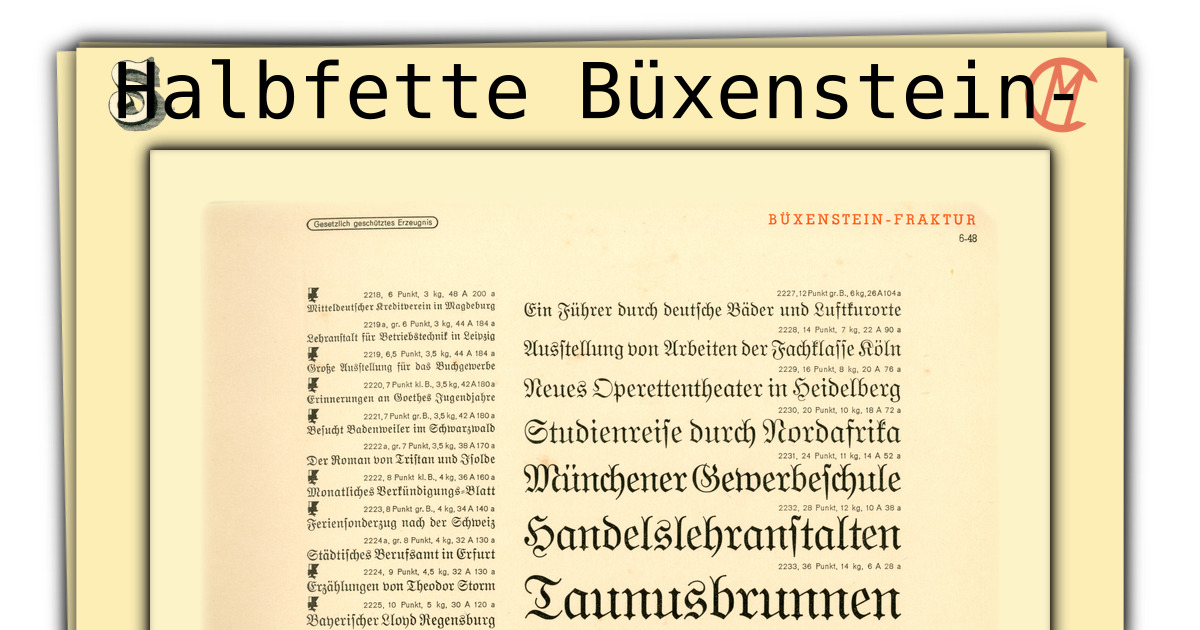 Halbfette Büxenstein-
Gesetzlich geschütztes Erzeugnis
BÜXENSTEIN-FRAKTUR
6-48
2218, 6 Punkt, 3 kg, 48 A 200 a
Mitteldeutſcher Kreditverein in Magdeburg
2219a, gr. 6 Punkt, 3 kg, 44 A 184 a
Lehranſtalt für Betriebstechnik in Leipzig
2219, 6,5 Punkt, 3,5 kg, 44 A 184 a
Große Ausſtellung für das Buchgewerbe
2220, 7 Punkt kl. B., 3,5 kg, 42 A 180 a
Erinnerungen an Goethes Jugendjahre
2221, 7 Punkt gr. B., 3,5 kg, 42 A 180 a
Beſucht Badenweiler im Schwarzwald
2222a, gr. 7 Punkt, 3,5 kg, 38 A 170 a
Der Roman von Triſtan und Iſolde
2222, 8 Punkt kl. B., 4 kg, 36 A 160 a
Monatliches Verkündigungs-Blatt
2223, 8 Punkt gr. B., 4 kg, 34 A 140 a
Ferienſonderzug nach der Schweiz
2224a, gr. 8 Punkt, 4 kg, 32 A 130 a
Städtiſches Berufsamt in Erfurt
2224, 9 Punkt, 4,5 kg, 32 A 130 a
Erzählungen von Theodor Storm
2225, 10 Punkt, 5 kg, 30 A 120 a
Bayeriſcher Lloyd Regensburg
2227, 12 Punkt gr. B., 6 kg, 26 A 104 a
Ein Führer durch deutſche Bäder und Luftkurorte
2228, 14 Punkt, 7 kg, 22 A 90 a
Ausſtellung von Arbeiten der Fachklaſſe Köln
2229, 16 Punkt, 8 kg, 20 A 76 a
Neues Operettentheater in Heidelberg
2230, 20 Punkt, 10 kg, 18 A 72 a
Studienreiſe durch Nordafrika
2231, 24 Punkt, 11 kg, 14 A 52 a
Münchener Gewerbeſchule
2232, 28 Punkt, 12 kg, 10 A 38 a
Handelslehranſtalten
2233, 36 Punkt, 14 kg, 6 A 28 a
Taunusbrunnen